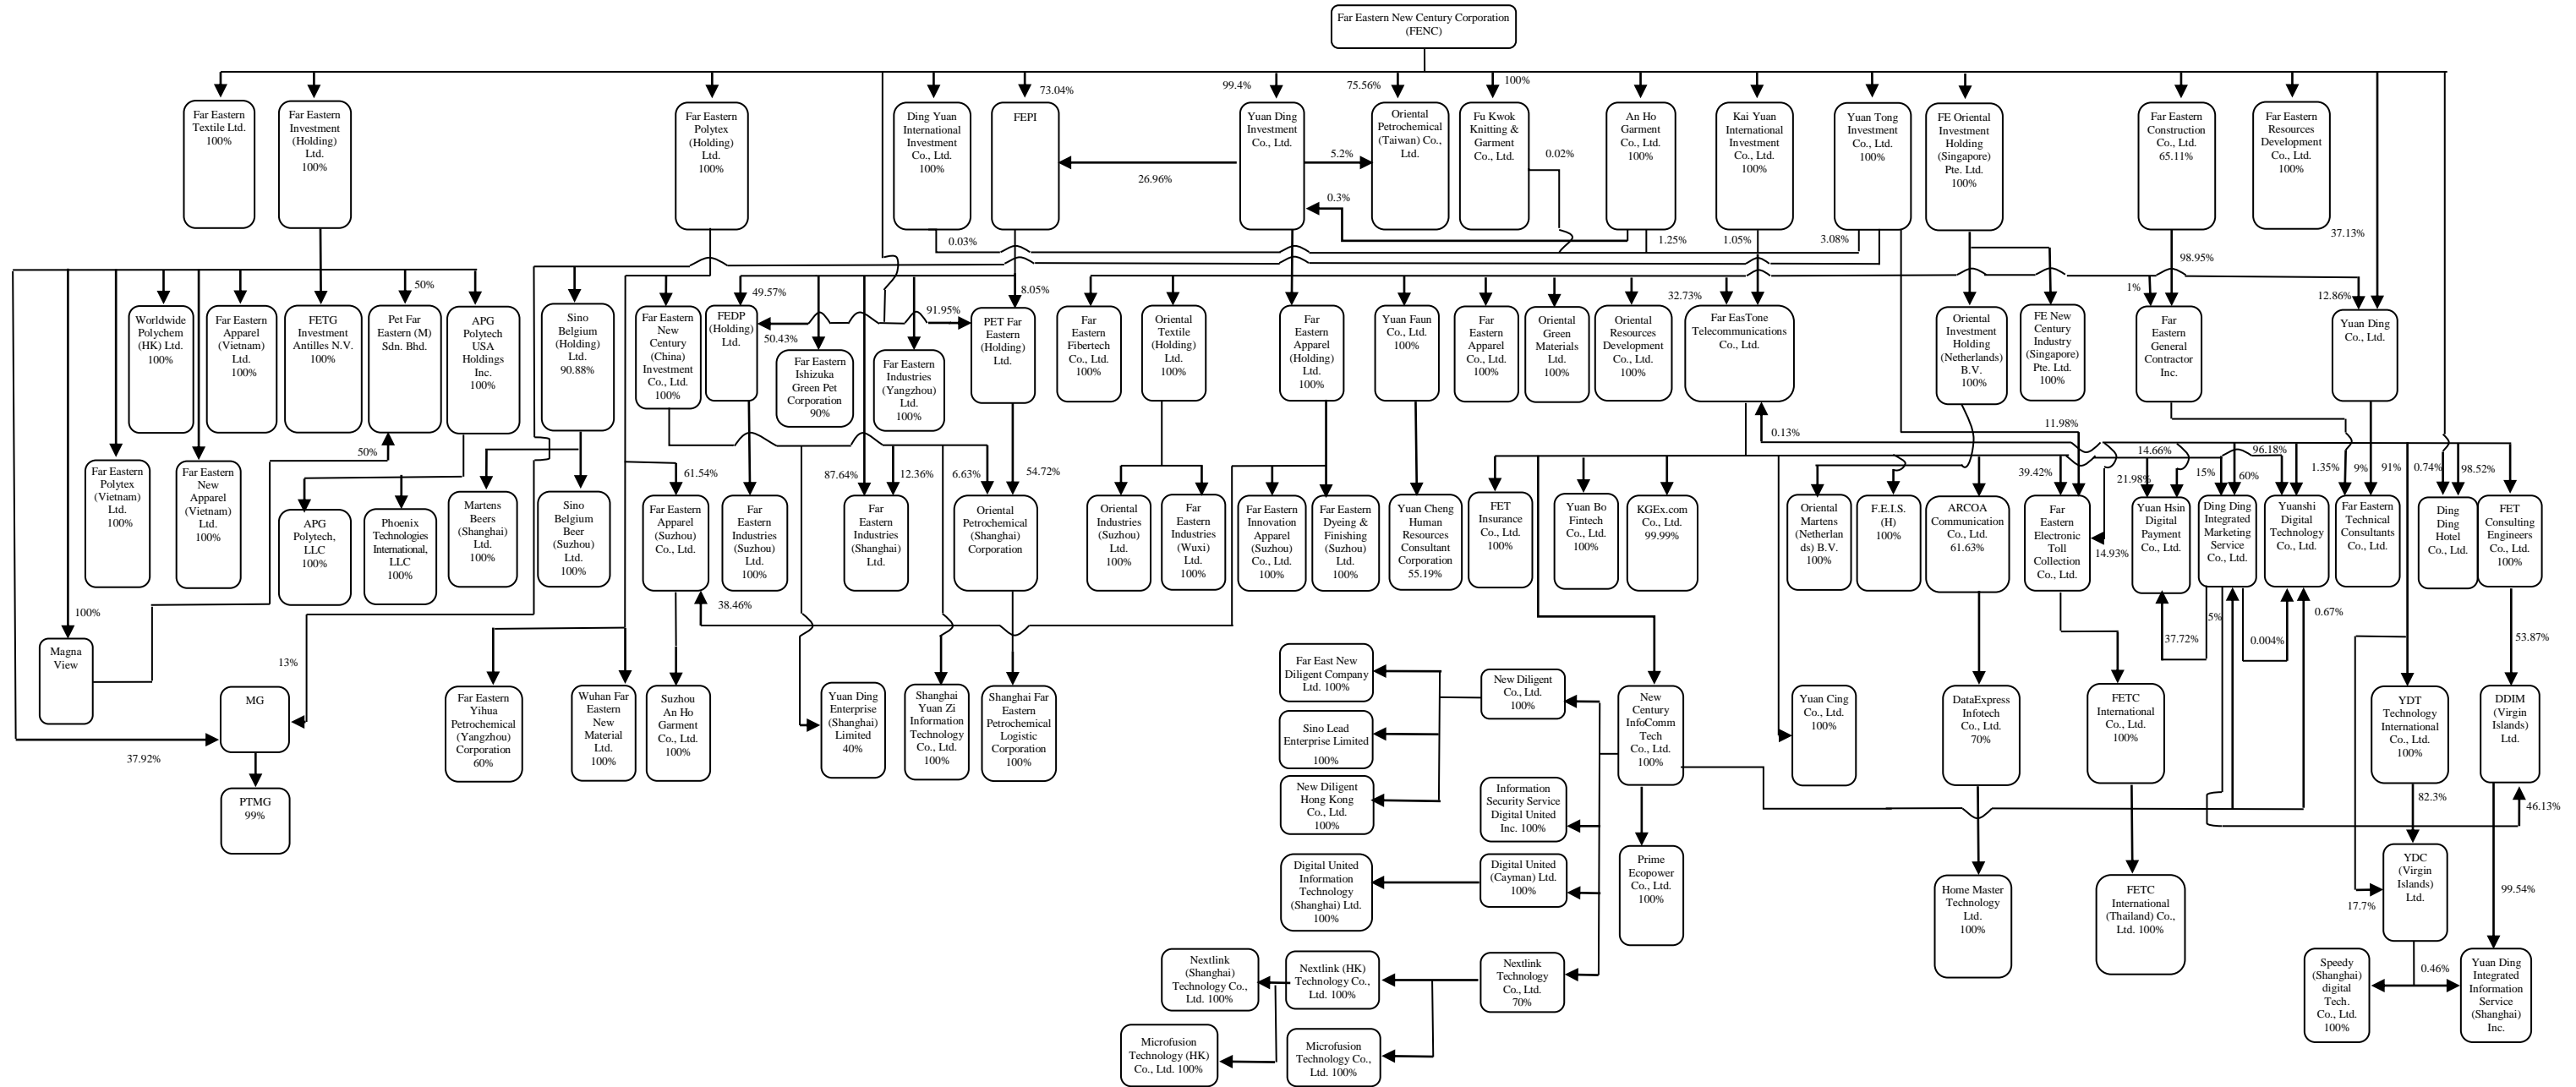 Far Eastern New Century Corporation
(FENC)
73.04%
99.4%
75.56%
100%
Far Eastern
Textile Ltd.
100%
Far Eastern
Investment
(Holding)
Ltd.
100%
Far Eastern
Polytex
(Holding)
Ltd.
100%
Ding Yuan
International
Investment
Co., Ltd.
100%
FEPI
Yuan Ding
Investment
Co., Ltd.
Oriental
Petrochemical
(Taiwan) Co.,
Ltd.
Fu Kwok
Knitting &
Garment
Co., Ltd.
An Ho
Garment
Co., Ltd.
100%
Kai Yuan
International
Investment
Co., Ltd.
100%
Yuan Tong
Investment
Co., Ltd.
100%
FE Oriental
Investment
Holding
(Singapore)
Pte. Ltd.
100%
Far Eastern
Construction
Co., Ltd.
65.11%
Far Eastern
Resources
Development
Co., Ltd.
100%
26.96%
5.2%
0.02%
0.3%
0.03%
1.25%
1.05%
3.08%
37.13%
98.95%
50%
49.57%
8.05%
91.95%
50.43%
32.73%
1%
12.86%
Worldwide
Polychem
(HK) Ltd.
100%
Far Eastern
Apparel
(Vietnam)
Ltd.
100%
FETG
Investment
Antilles N.V.
100%
Pet Far
Eastern (M)
Sdn. Bhd.
APG
Polytech
USA
Holdings
Inc.
100%
Sino
Belgium
(Holding)
Ltd.
90.88%
Far Eastern
New
Century
(China)
Investment
Co., Ltd.
100%
FEDP
(Holding)
Ltd.
Far Eastern
Ishizuka
Green Pet
Corporation
90%
Far Eastern
Industries
(Yangzhou)
Ltd.
100%
PET Far
Eastern
(Holding)
Ltd.
Far
Eastern
Fibertech
Co., Ltd.
100%
Oriental
Textile
(Holding)
Ltd.
100%
Far
Eastern
Apparel
(Holding)
Ltd.
100%
Yuan Faun
Co., Ltd.
100%
Far
Eastern
Apparel
Co., Ltd.
100%
Oriental
Green
Materials
Ltd.
100%
Oriental
Resources
Development
Co., Ltd.
100%
Far EasTone
Telecommunications
Co., Ltd.
Oriental
Investment
Holding
(Netherlands)
B.V.
100%
FE New
Century
Industry
(Singapore)
Pte. Ltd.
100%
Far
Eastern
General
Contractor
Inc.
Yuan Ding
Co., Ltd.
50%
61.54%
87.64%
12.36%
6.63%
54.72%
0.13%
11.98%
39.42%
14.66%
21.98%
15%
60%
96.18%
1.35%
9%
91%
0.74%
98.52%
Far Eastern
Polytex
(Vietnam)
Ltd.
100%
Far Eastern
New
Apparel
(Vietnam)
Ltd.
100%
APG
Polytech,
LLC
100%
Phoenix
Technologies
International,
LLC
100%
Martens
Beers
(Shanghai)
Ltd.
100%
Sino
Belgium
Beer
(Suzhou)
Ltd.
100%
Far Eastern
Apparel
(Suzhou)
Co., Ltd.
Far
Eastern
Industries
(Suzhou)
Ltd.
100%
Far
Eastern
Industries
(Shanghai)
Ltd.
Oriental
Petrochemical
(Shanghai)
Corporation
Oriental
Industries
(Suzhou)
Ltd.
100%
Far
Eastern
Industries
(Wuxi)
Ltd.
100%
Far Eastern
Innovation
Apparel
(Suzhou)
Co., Ltd.
100%
Far Eastern
Dyeing &
Finishing
(Suzhou)
Ltd.
100%
Yuan Cheng
Human
Resources
Consultant
Corporation
55.19%
FET
Insurance
Co., Ltd.
100%
Yuan Bo
Fintech
Co., Ltd.
100%
KGEx.com
Co., Ltd.
99.99%
Oriental
Martens
(Netherlan
ds) B.V.
100%
F.E.I.S.
(H)
100%
ARCOA
Communication
Co., Ltd.
61.63%
Far
Eastern
Electronic
Toll
Collection
Co., Ltd.
14.93%
Yuan Hsin
Digital
Payment
Co., Ltd.
Ding Ding
Integrated
Marketing
Service
Co., Ltd.
Yuanshi
Digital
Technology
Co., Ltd.
Far Eastern
Technical
Consultants
Co., Ltd.
Ding
Ding
Hotel
Co., Ltd.
FET
Consulting
Engineers
Co., Ltd.
100%
100%
38.46%
5%
0.67%
37.72%
0.004%
53.87%
13%
Magna
View
MG
37.92%
PTMG
99%
Far Eastern
Yihua
Petrochemical
(Yangzhou)
Corporation
60%
Wuhan Far
Eastern
New
Material
Ltd.
100%
Suzhou
An Ho
Garment
Co., Ltd.
100%
Yuan Ding
Enterprise
(Shanghai)
Limited
40%
Shanghai
Yuan Zi
Information
Technology
Co., Ltd.
100%
Shanghai Far
Eastern
Petrochemical
Logistic
Corporation
100%
Far East New
Diligent Company
Ltd. 100%
Sino Lead
Enterprise Limited
100%
New Diligent
Hong Kong
Co., Ltd.
100%
New Diligent
Co., Ltd.
100%
New
Century
InfoComm
Tech
Co., Ltd.
100%
Yuan Cing
Co., Ltd.
100%
DataExpress
Infotech
Co., Ltd.
70%
FETC
International
Co., Ltd.
100%
YDT
Technology
International
Co., Ltd.
100%
DDIM
(Virgin
Islands)
Ltd.
Information
Security Service
Digital United
Inc. 100%
82.3%
46.13%
Digital United
Information
Technology
(Shanghai) Ltd.
100%
Digital United
(Cayman) Ltd.
100%
Prime
Ecopower
Co., Ltd.
100%
Home Master
Technology
Ltd.
100%
FETC
International
(Thailand) Co.,
Ltd. 100%
YDC
(Virgin
Islands)
Ltd.
17.7%
99.54%
Nextlink
(Shanghai)
Technology Co.,
Ltd. 100%
Nextlink (HK)
Technology Co.,
Ltd. 100%
Nextlink
Technology
Co., Ltd.
70%
Speedy
(Shanghai)
digital
Tech.
Co., Ltd.
100%
0.46%
Yuan Ding
Integrated
Information
Service
(Shanghai)
Inc.
Microfusion
Technology (HK)
Co., Ltd. 100%
Microfusion
Technology Co.,
Ltd. 100%